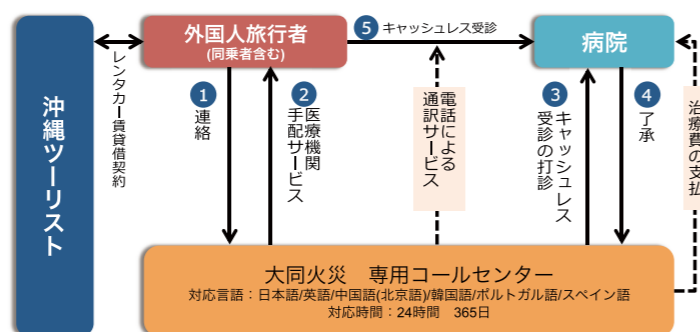 沖縄ツーリスト
レンタカー賃貸借契約
外国人旅行者
(同乗者含む)
5 キャッシュレス受診
病院
1
連絡
2
医療機関
手配サービス
電話による
通訳サービス
3
キャッシュレス
受診の打診
4
了承
治療費の支払
大同火災　専用コールセンター
対応言語：日本語/英語/中国語(北京語)/韓国語/ポルトガル語/スペイン語
対応時間：24時間　365日